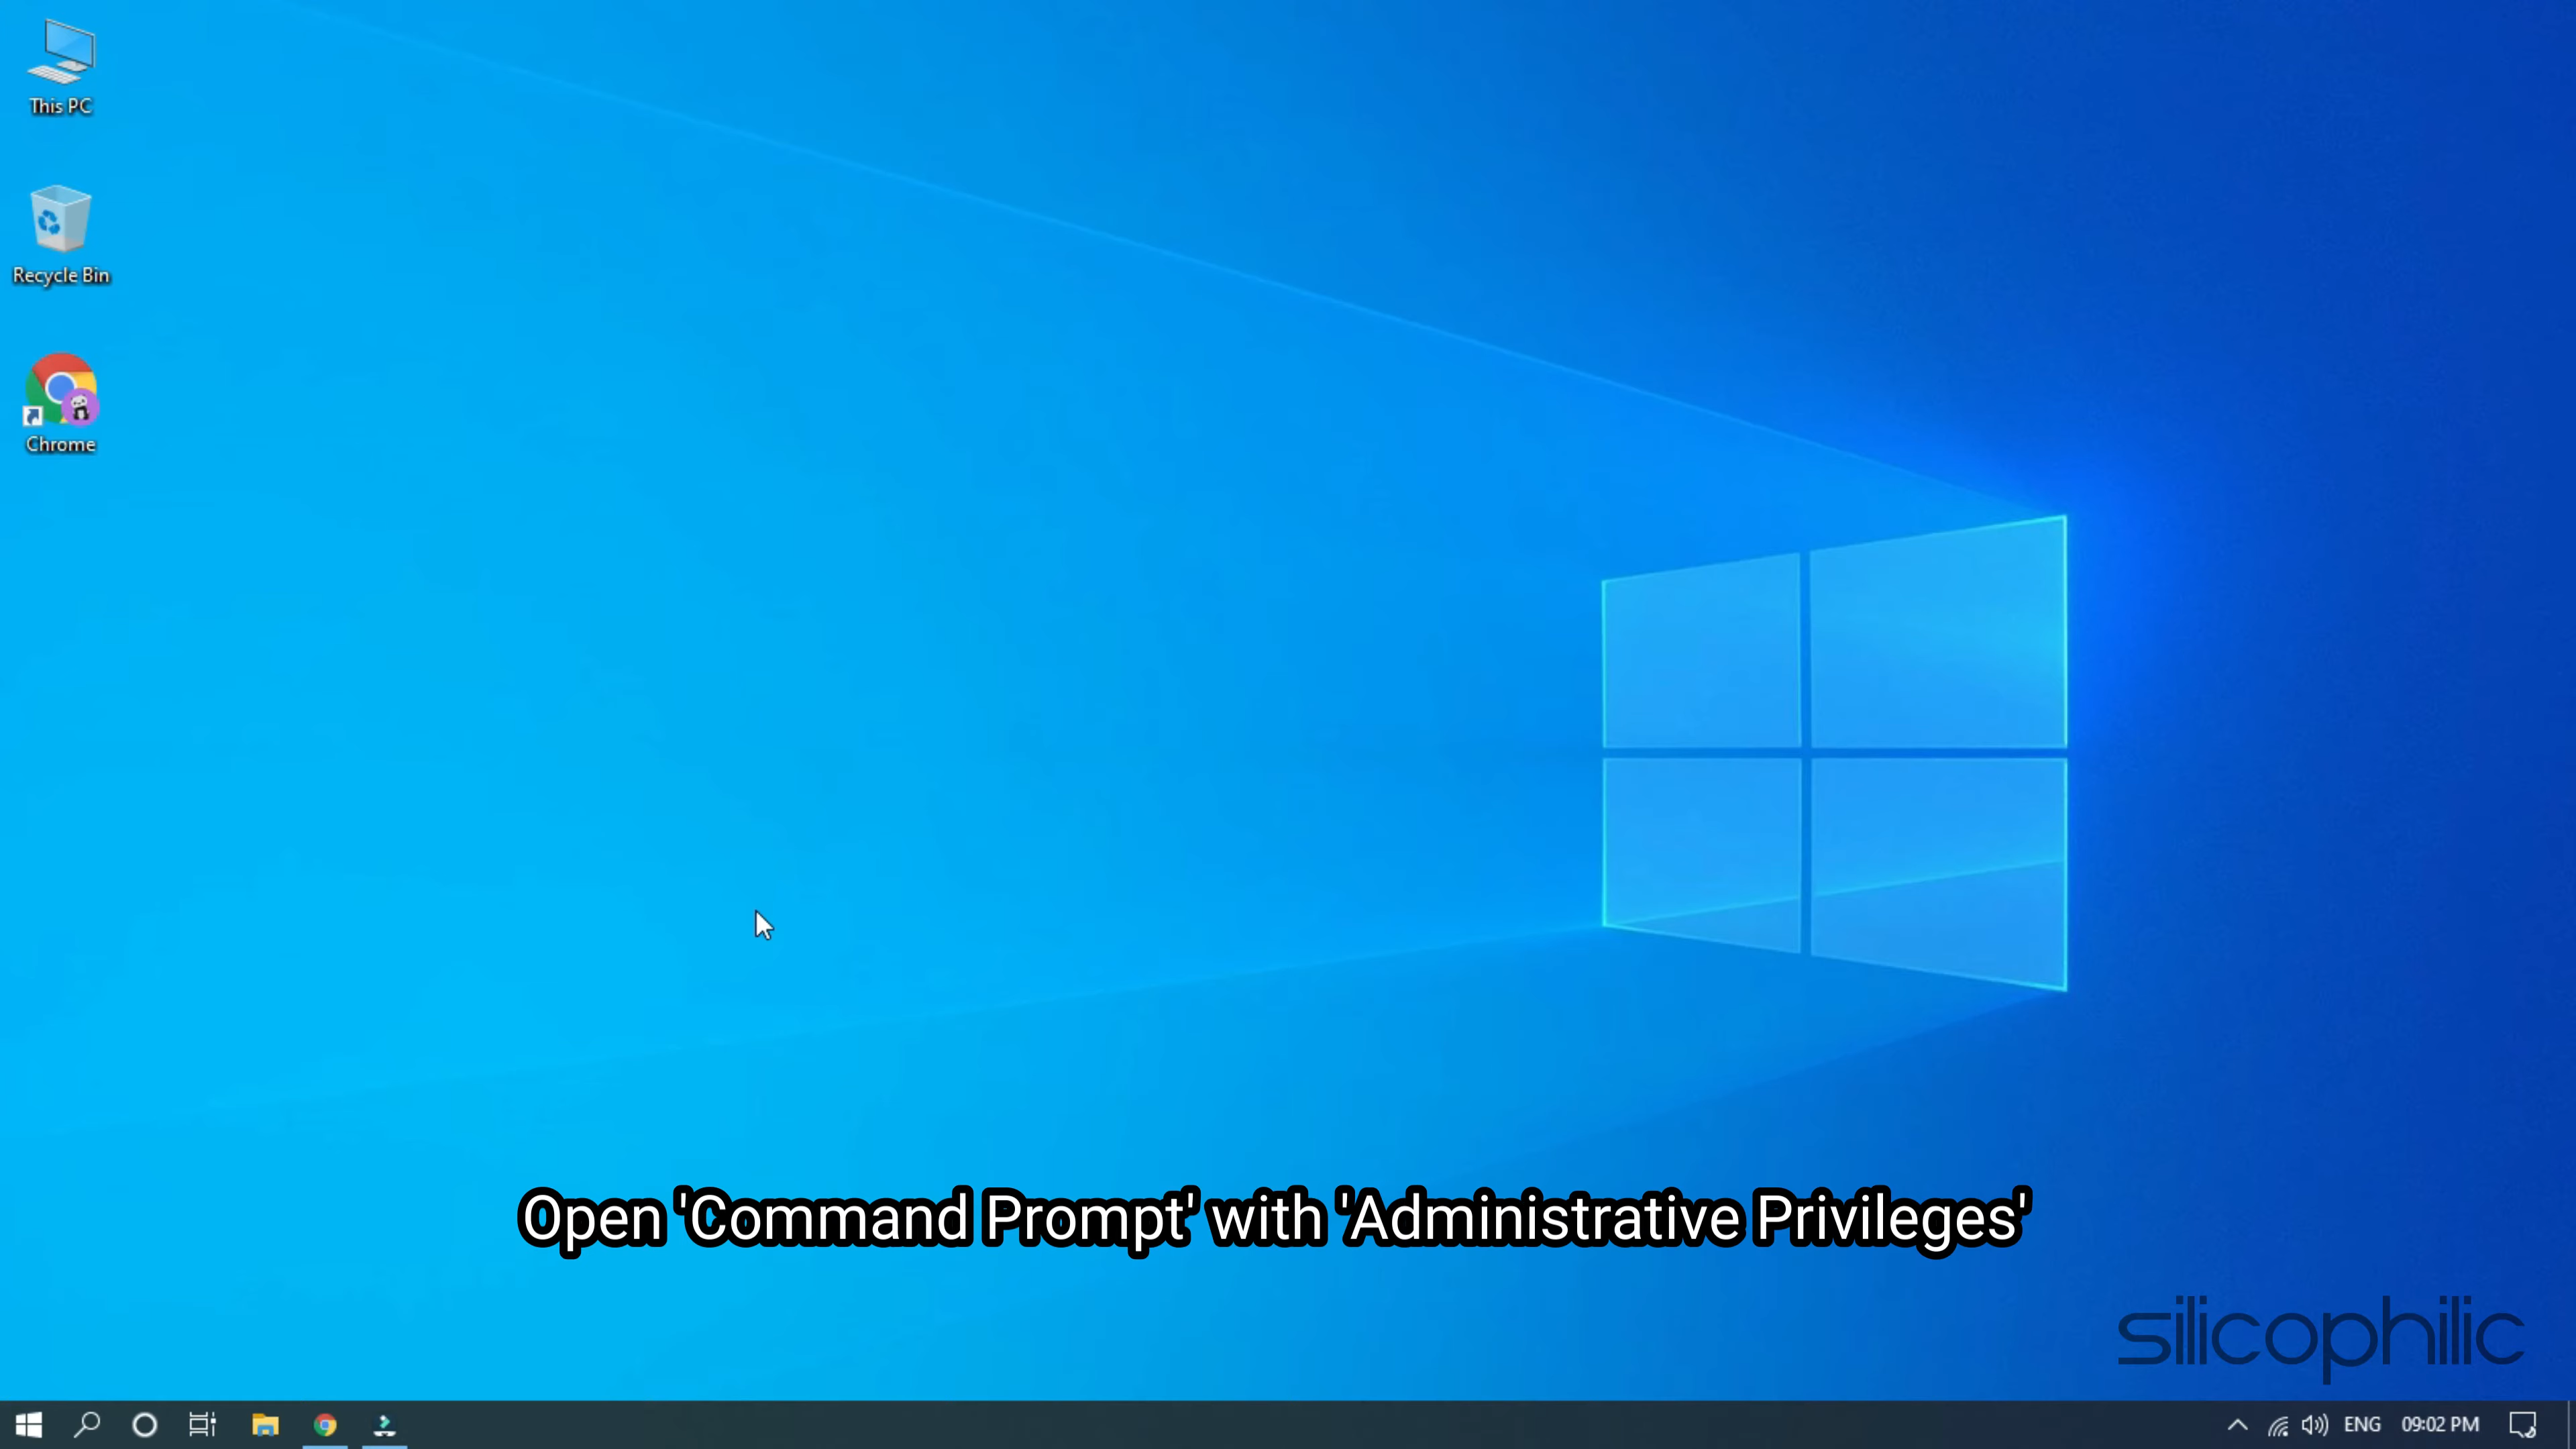 This PC
Recycle Bin
Chrome
Open 'Command Prompt' with 'Administrative Privileges'
silicophilic
ENG 09:02 PM